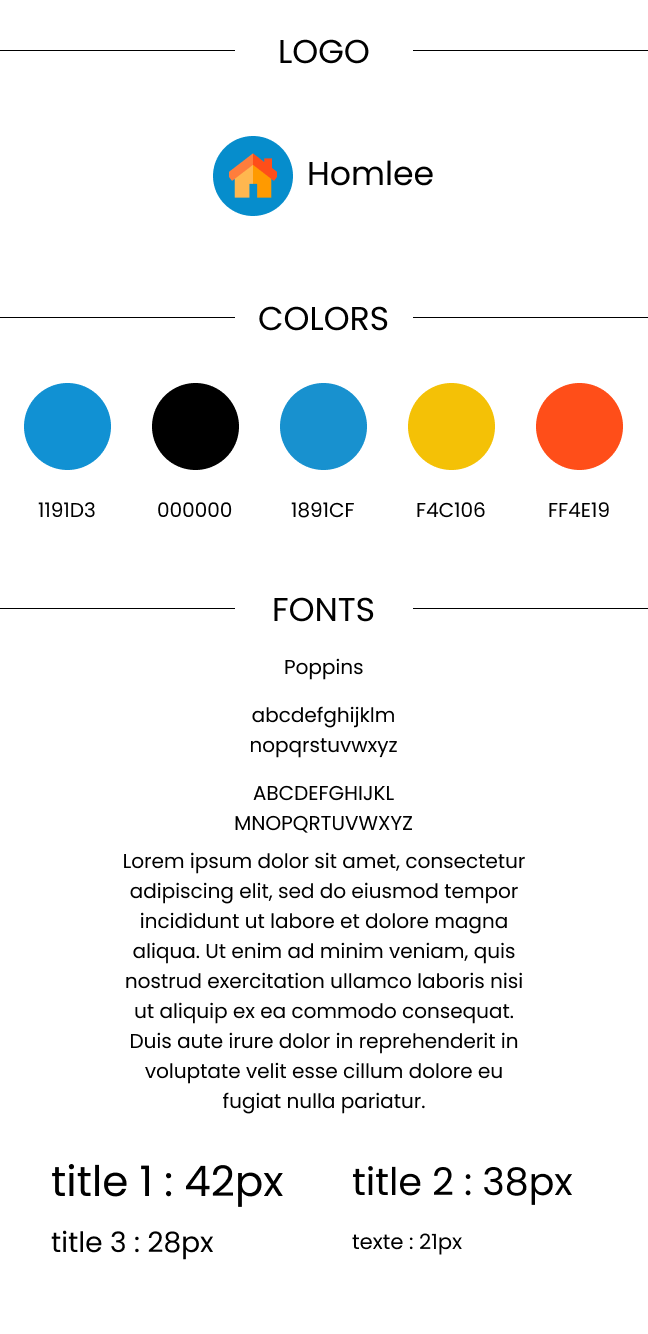 LOGO
Homlee
COLORS
1191D3 000000 1891CF F4C106 FF4E19
FONTS
Poppins
abcdefghijklm
nopqrstuvwxyz
ABCDEFGHIJKL
MNOPQRTUVWXYZ
Lorem ipsum dolor sit amet, consectetur
adipiscing elit, sed do eiusmod tempor
incididunt ut labore et dolore magna
aliqua. Ut enim ad minim veniam, quis
nostrud exercitation ullamco laboris nisi
ut aliquip ex ea commodo consequat.
Duis aute irure dolor in reprehenderit in
voluptate velit esse cillum dolore eu
fugiat nulla pariatur.
title 1 : 42px title 2 : 38px
title 3 : 28px texte : 21px